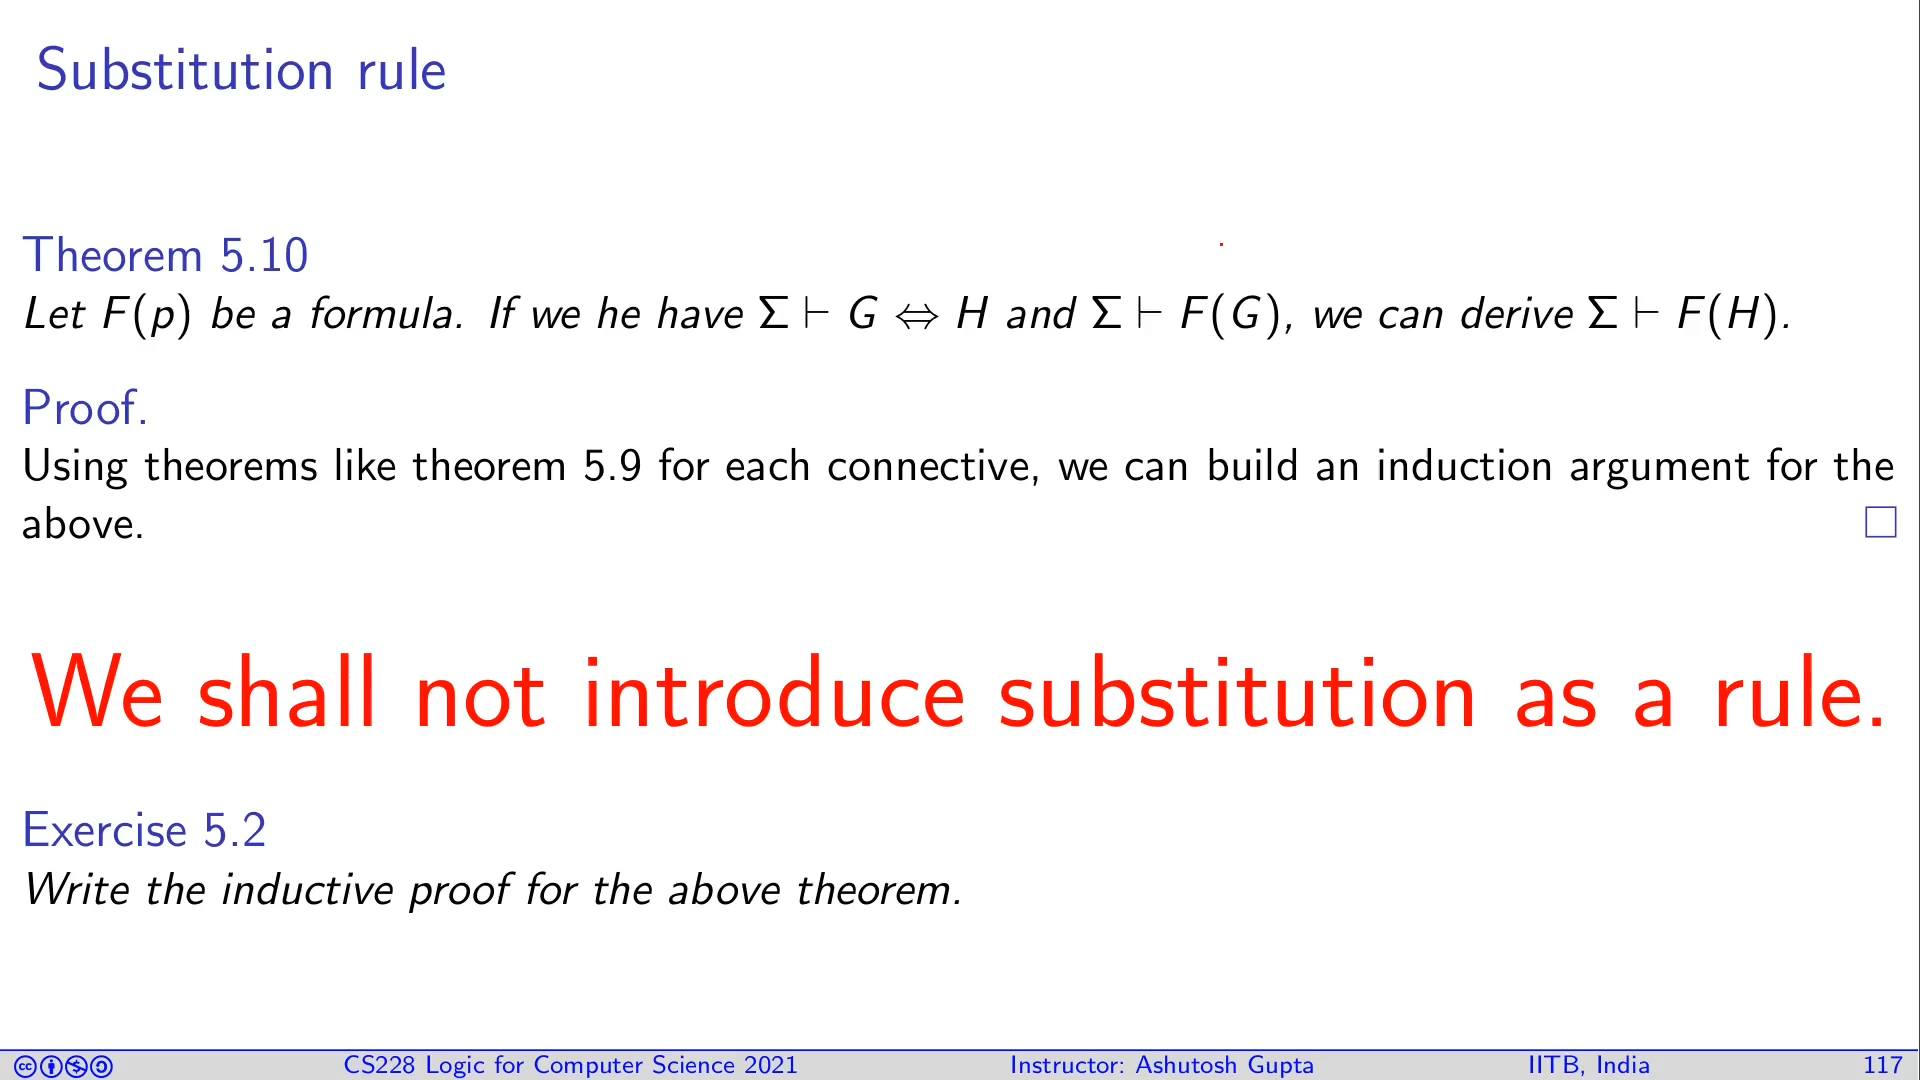 Substitution rule
Theorem 5.10
Let F(p) be a formula. If we he have Σ ⊢ G ⇔ H and Σ ⊢ F(G), we can derive Σ ⊢ F(H).
Proof.
Using theorems like theorem 5.9 for each connective, we can build an induction argument for the
above. □
We shall not introduce substitution as a rule.
Exercise 5.2
Write the inductive proof for the above theorem.
CS228 Logic for Computer Science 2021 Instructor: Ashutosh Gupta IITB, India 117